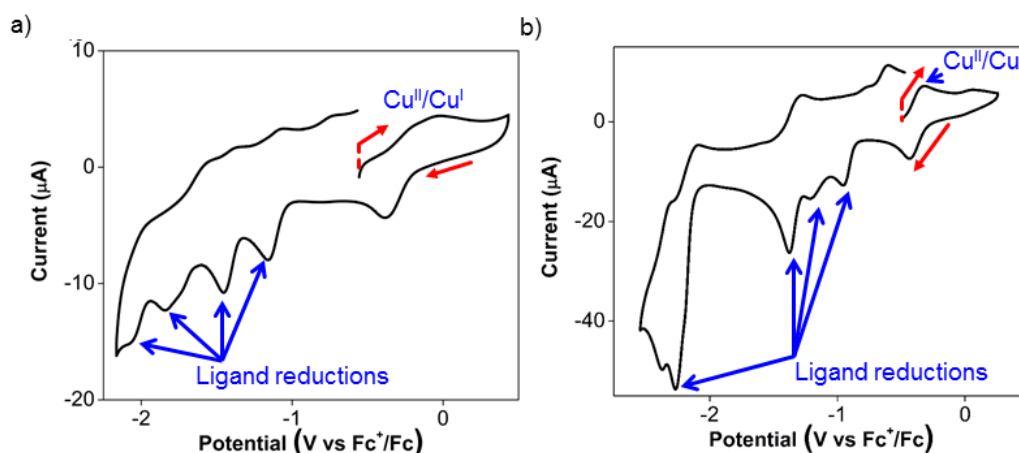 a)
10
0
-10
-20
Current (µA)
Cu^II/Cu^I
Ligand reductions
-2 -1 0
Potential (V vs Fc⁺/Fc)
b)
0
-20
-40
Current (µA)
Cu^II/Cu
Ligand reductions
-2 -1 0
Potential (V vs Fc⁺/Fc)